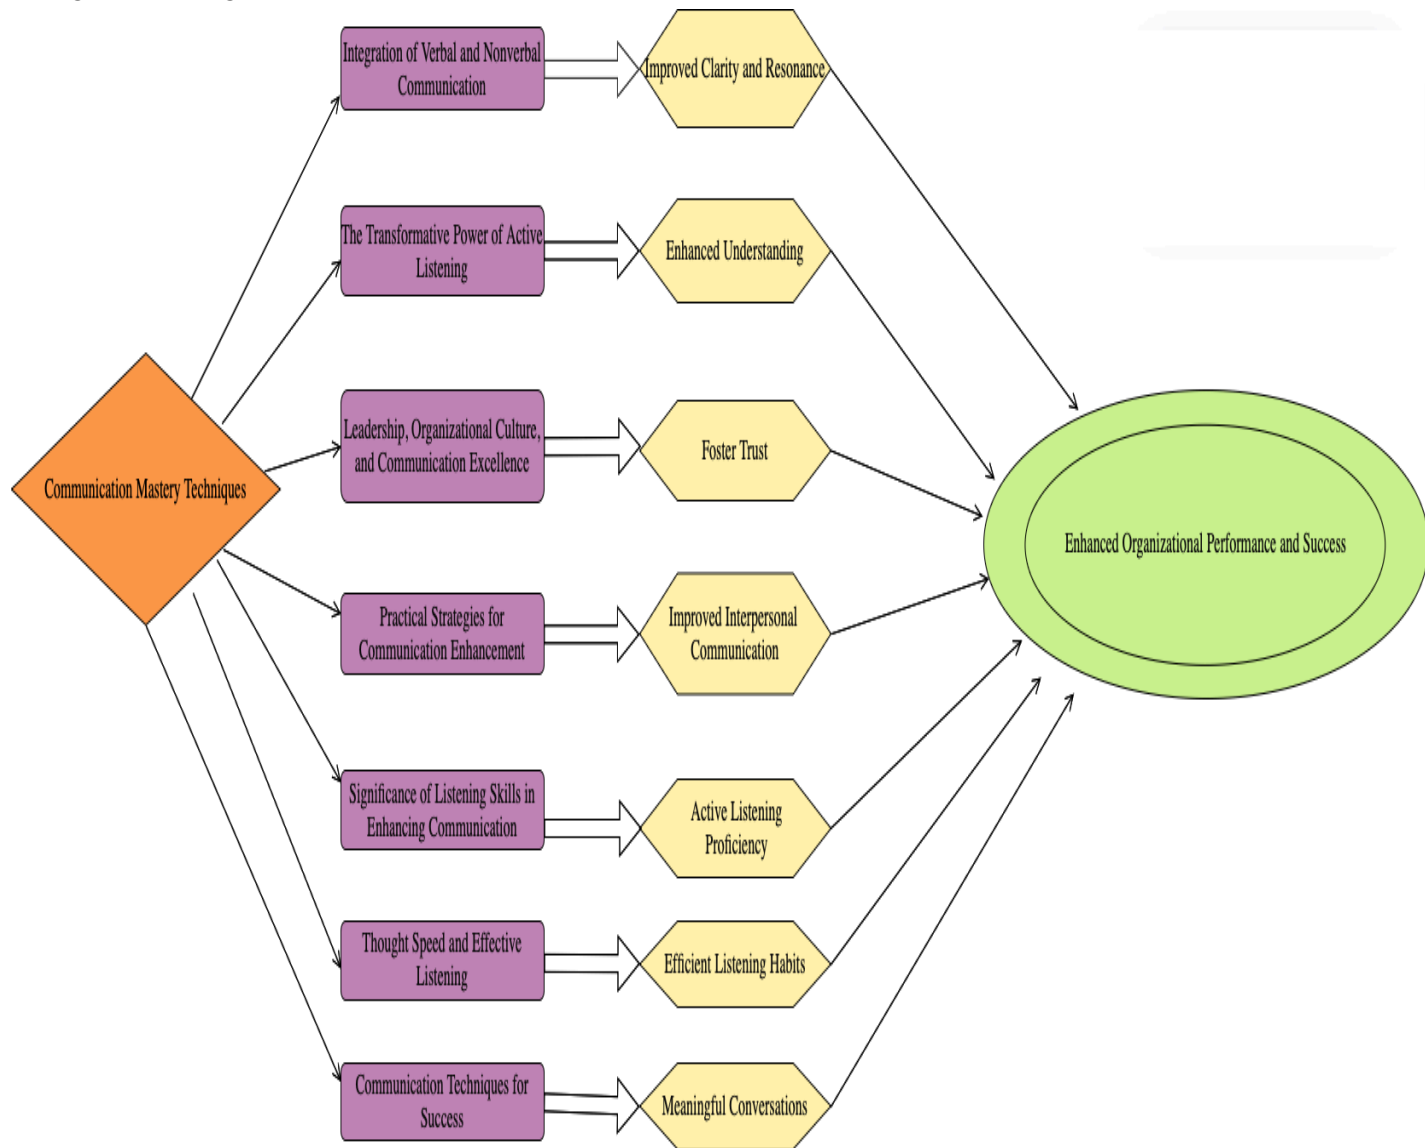 Integration of Verbal and Nonverbal
Communication
Improved Clarity and Resonance
The Transformative Power of Active
Listening
Enhanced Understanding
Leadership, Organizational Culture,
and Communication Excellence
Foster Trust
Communication Mastery Techniques
Enhanced Organizational Performance and Success
Practical Strategies for
Communication Enhancement
Improved Interpersonal
Communication
Significance of Listening Skills in
Enhancing Communication
Active Listening
Proficiency
Thought Speed and Effective
Listening
Efficient Listening Habits
Communication Techniques for
Success
Meaningful Conversations